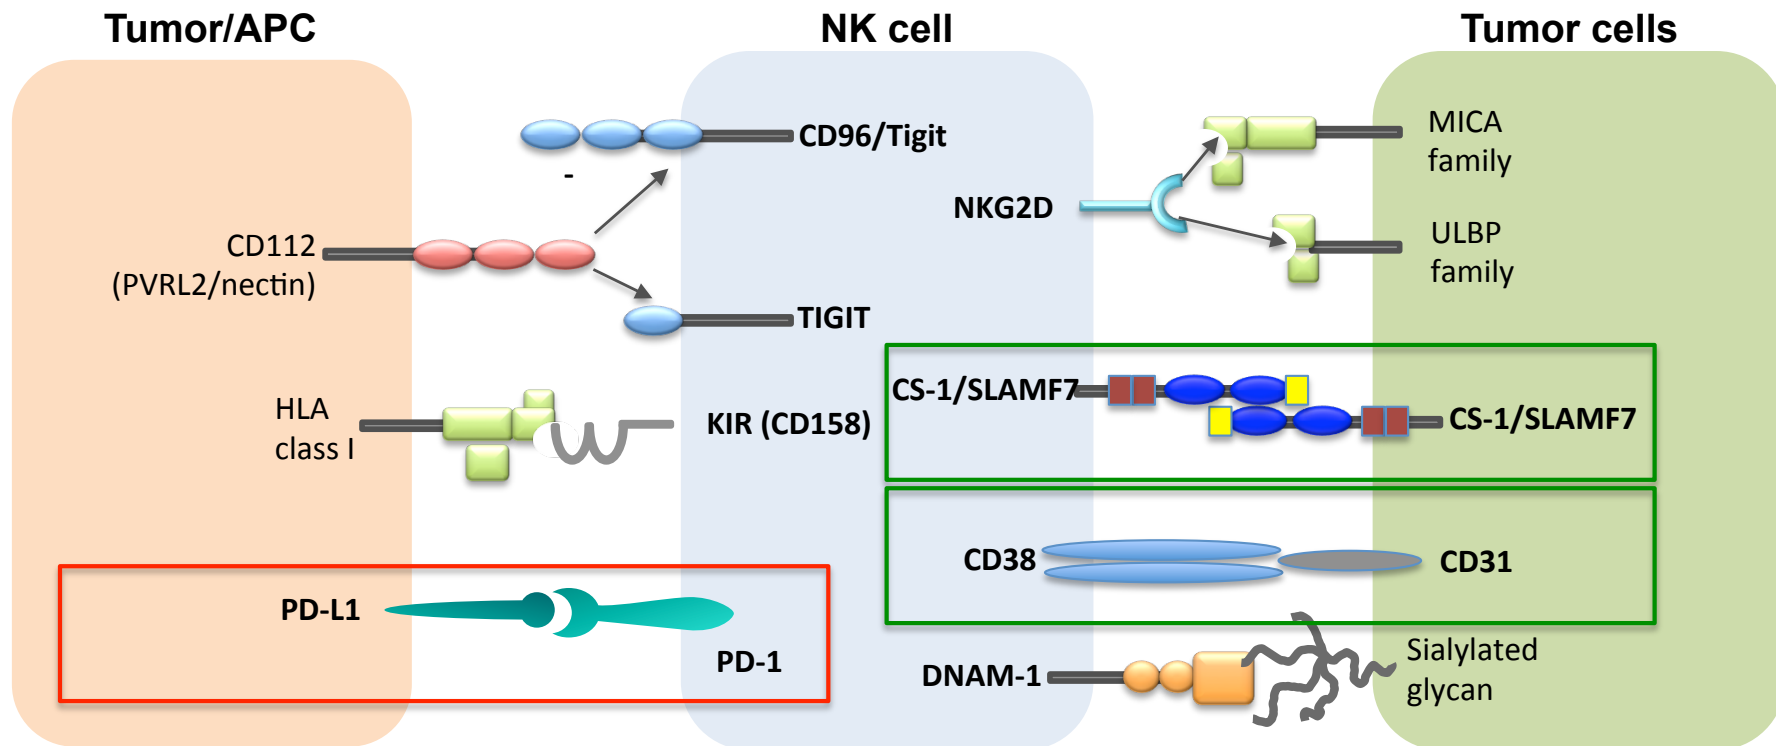 Tumor/APC
NK cell
Tumor cells
CD96/Tigit
-
CD112
(PVRL2/nectin)
TIGIT
HLA
class I
KIR (CD158)
PD-L1
PD-1
NKG2D
MICA
family
ULBP
family
CS-1/SLAMF7
CS-1/SLAMF7
CD38
CD31
DNAM-1
Sialylated
glycan